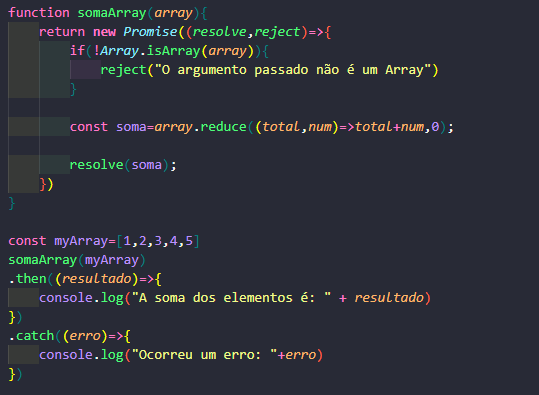 function somaArray(array){
    return new Promise((resolve,reject)=>{
        if(!Array.isArray(array)){
            reject("O argumento passado não é um Array")
        }

        const soma=array.reduce((total,num)=>total+num,0);

        resolve(soma);
    })
}

const myArray=[1,2,3,4,5]
somaArray(myArray)
.then((resultado)=>{
    console.log("A soma dos elementos é: " + resultado)
})
.catch((erro)=>{
    console.log("Ocorreu um erro: "+erro)
})